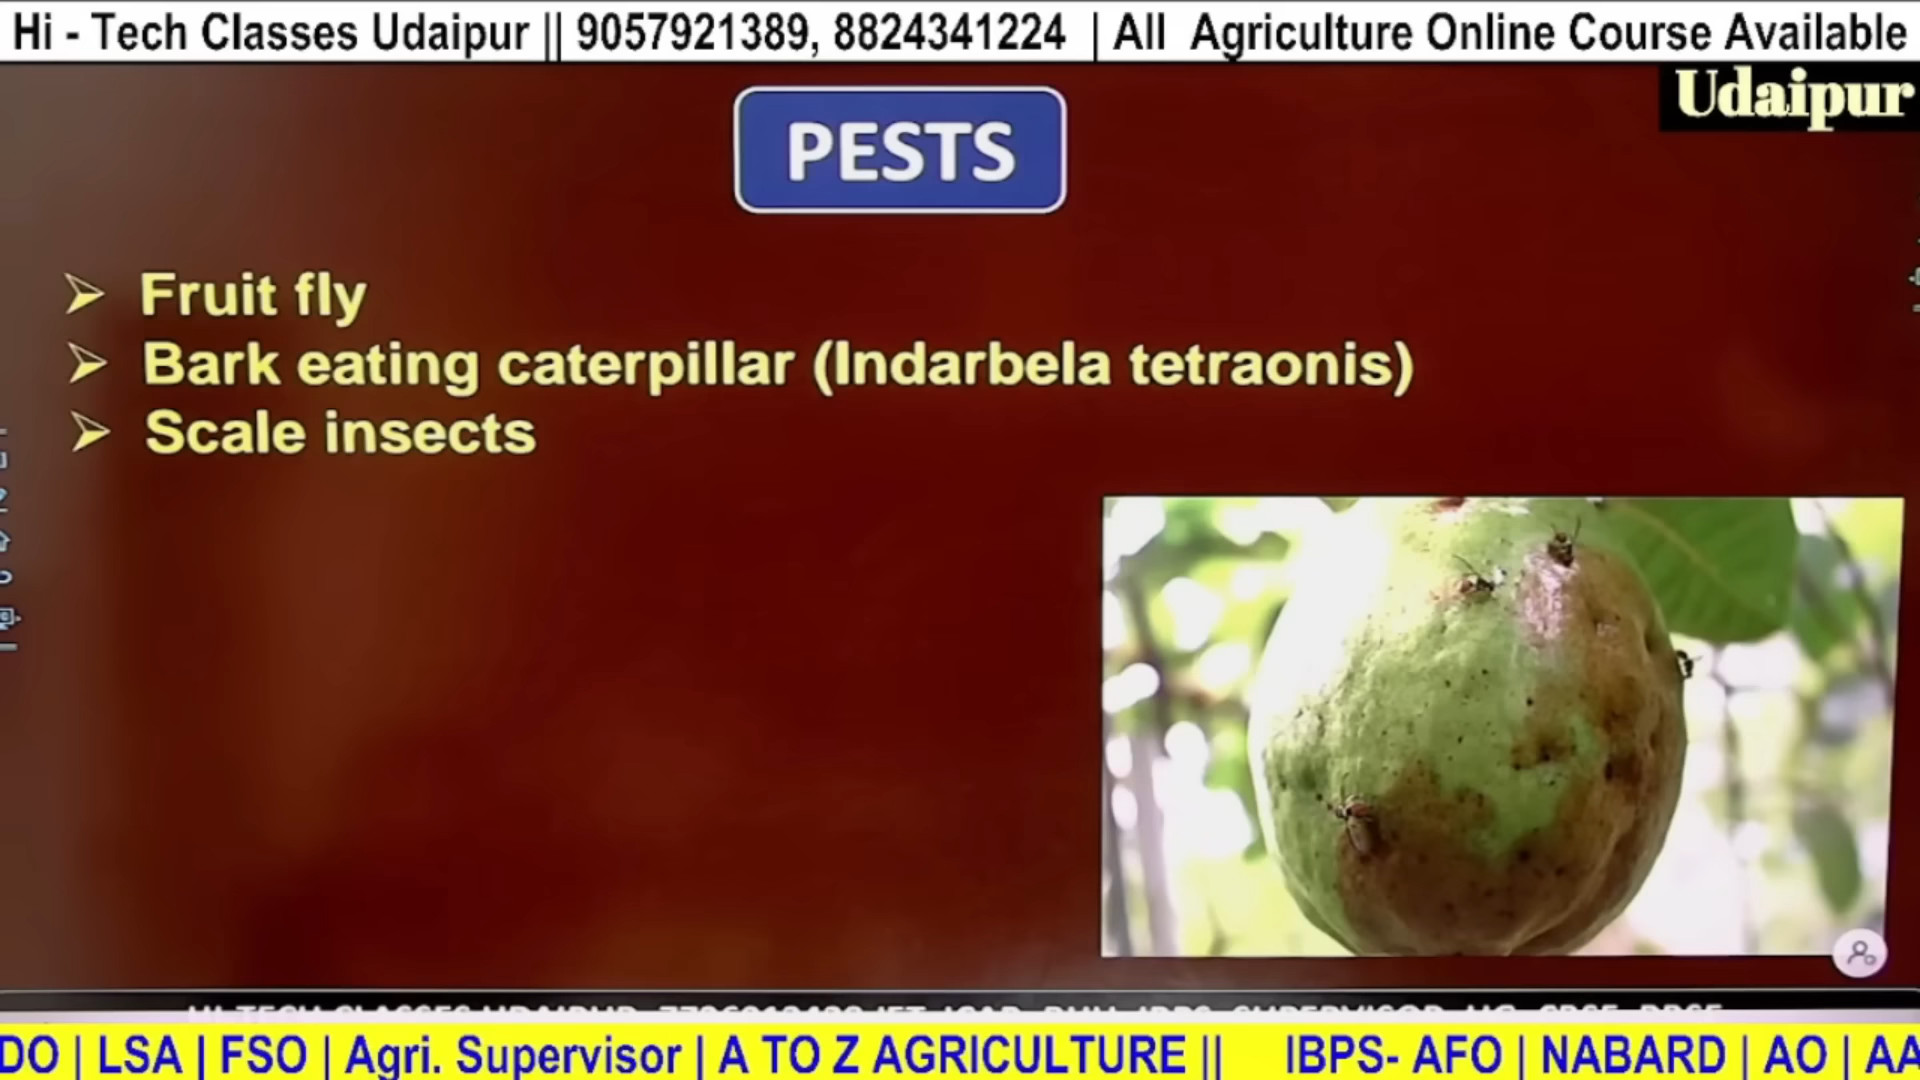 Hi - Tech Classes Udaipur || 9057921389, 8824341224 | All Agriculture Online Course Available
Udaipur
PESTS
➢ Fruit fly
➢ Bark eating caterpillar (Indarbela tetraonis)
➢ Scale insects
DO | LSA | FSO | Agri. Supervisor | A TO Z AGRICULTURE || IBPS- AFO | NABARD | AO | AA